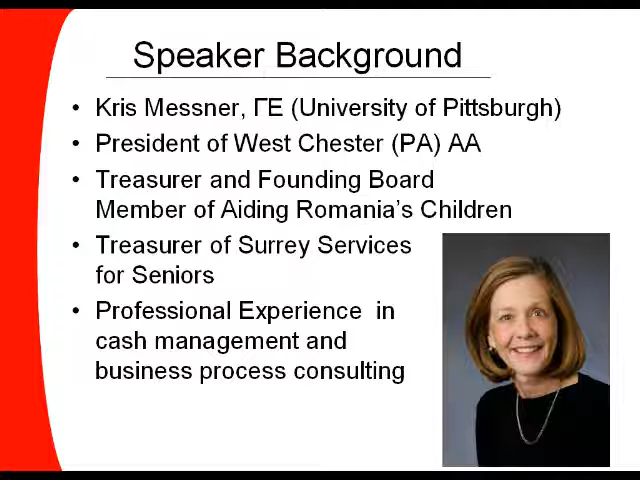 Speaker Background
• Kris Messner, ΓΕ (University of Pittsburgh)
• President of West Chester (PA) AA
• Treasurer and Founding Board
Member of Aiding Romania's Children
• Treasurer of Surrey Services
for Seniors
• Professional Experience in
cash management and
business process consulting